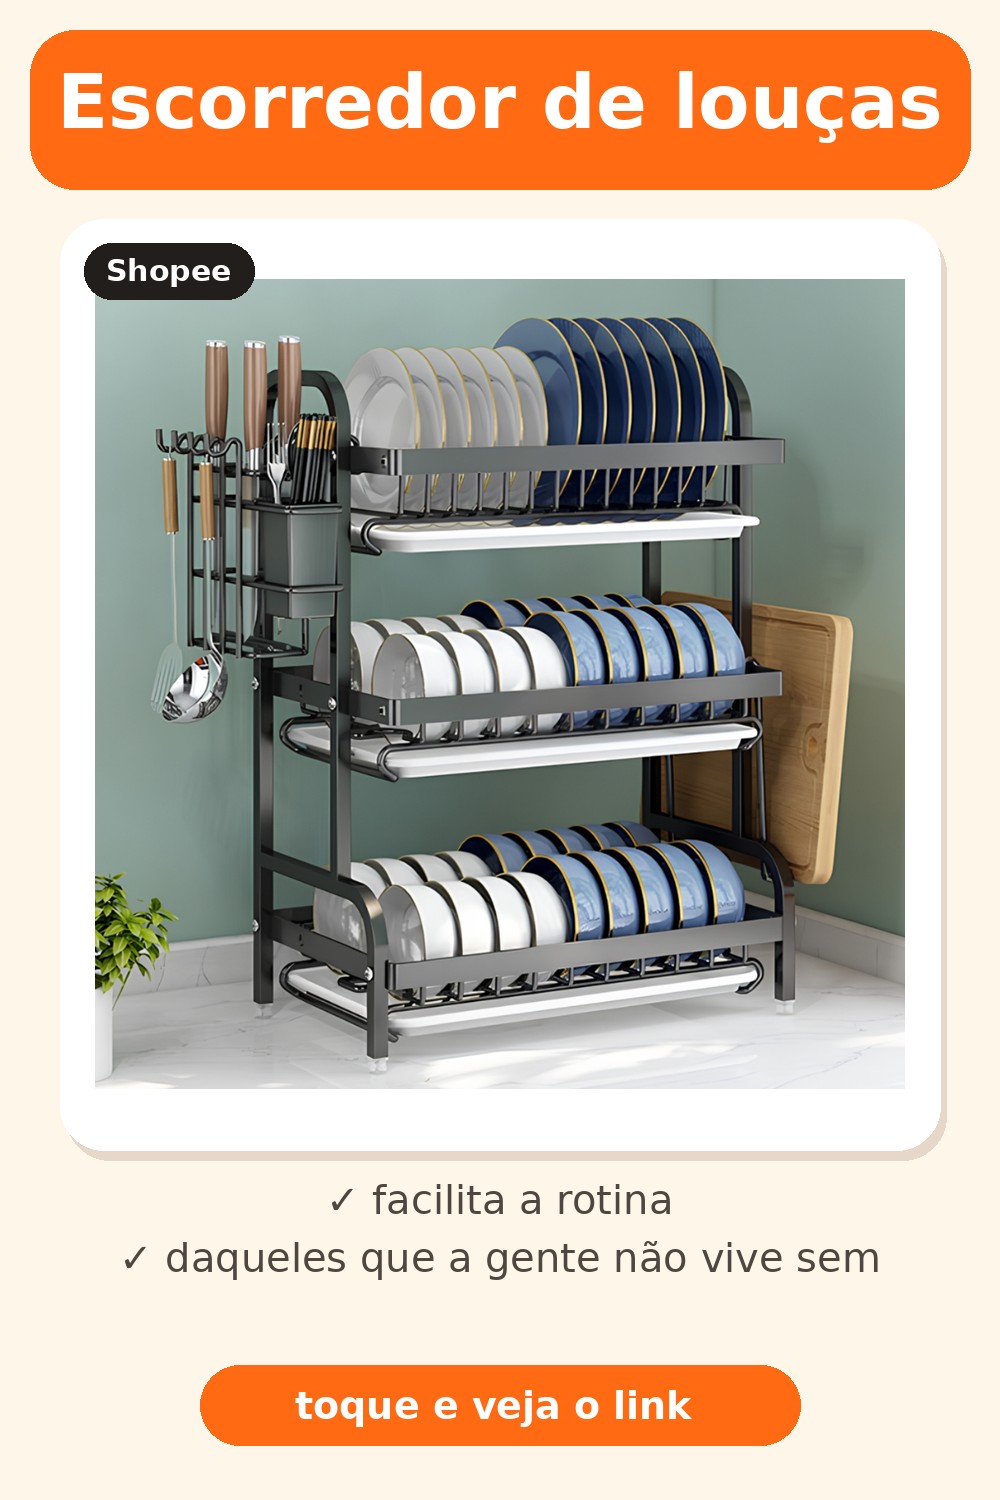 Escorredor de louças
Shopee
✓ facilita a rotina
✓ daqueles que a gente não vive sem
toque e veja o link